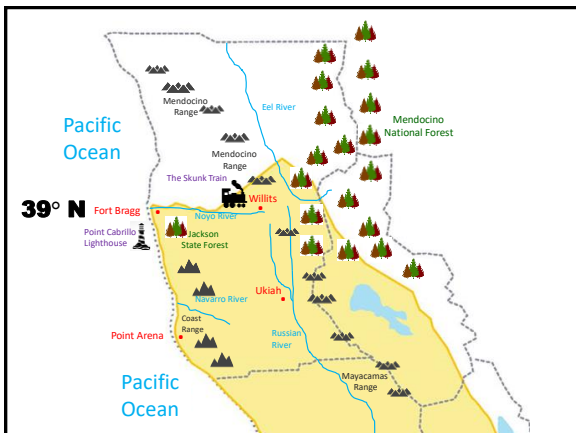 Mendocino
Range
Eel River
Pacific
Ocean
Mendocino
National Forest
Mendocino
Range
The Skunk Train
39° N
Fort Bragg
Willits
Noyo River
Point Cabrillo
Lighthouse
Jackson
State Forest
Ukiah
Navarro River
Coast
Range
Point Arena
Russian
River
Mayacamas
Range
Pacific
Ocean